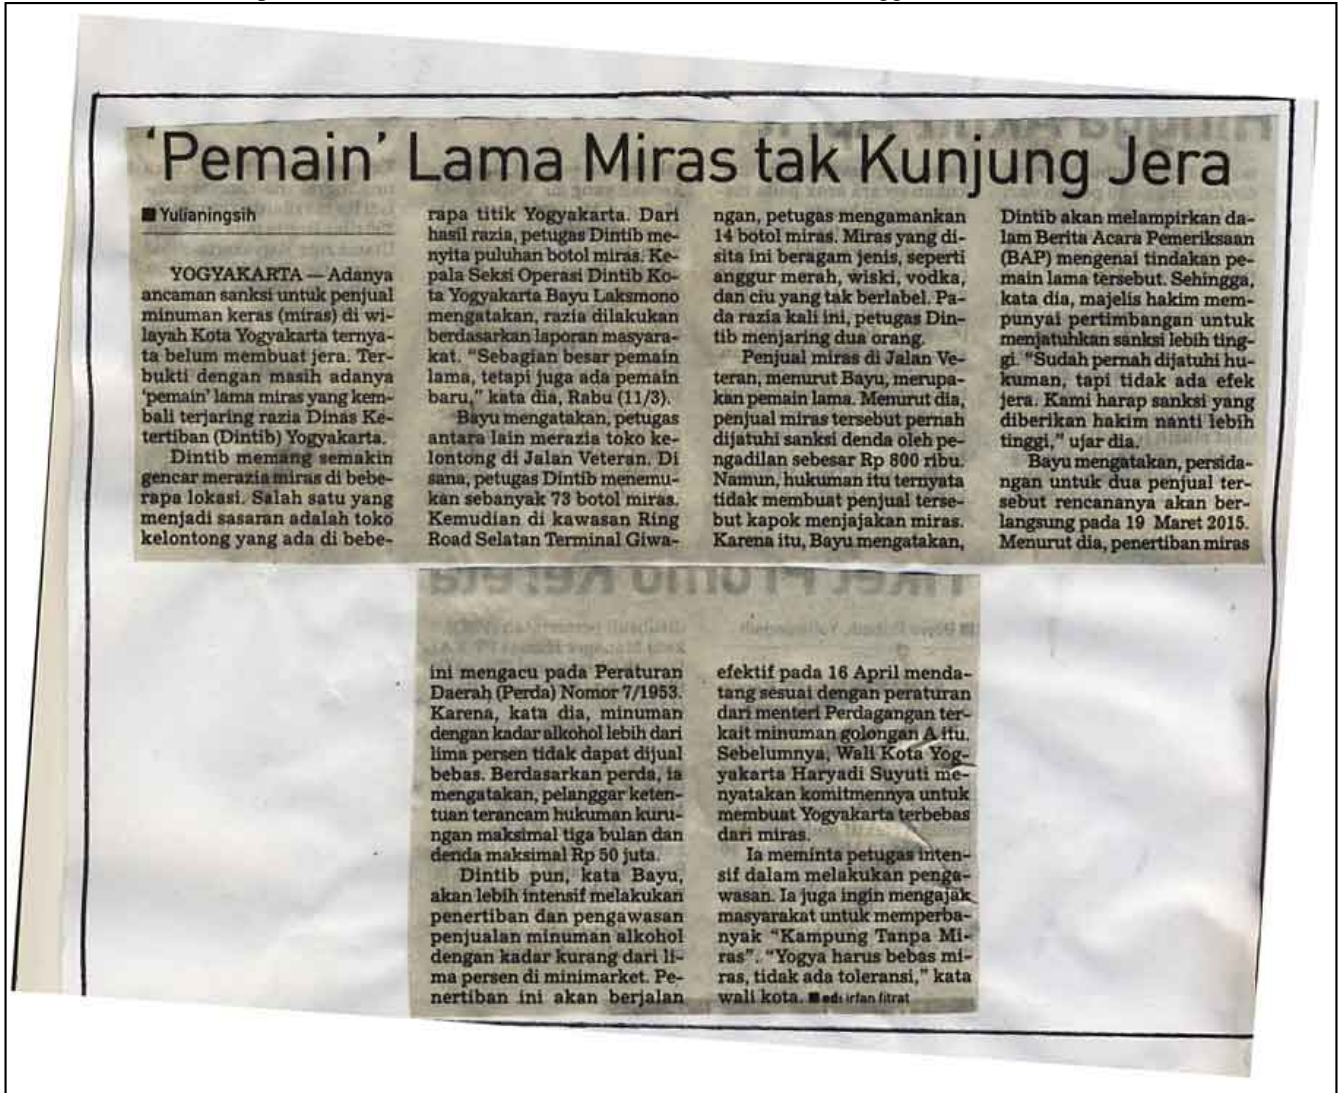 'Pemain' Lama Miras tak Kunjung Jera
■ Yulianingsih
YOGYAKARTA — Adanya
ancaman sanksi untuk penjual
minuman keras (miras) di wi-
layah Kota Yogyakarta ternya-
ta belum membuat jera. Ter-
bukti dengan masih adanya
'pemain' lama miras yang kem-
bali terjaring razia Dinas Ke-
tertiban (Dintib) Yogyakarta.
Dintib memang semakin
gencar merazia miras di bebe-
rapa lokasi. Salah satu yang
menjadi sasaran adalah toko
kelontong yang ada di bebe-
rapa titik Yogyakarta. Dari
hasil razia, petugas Dintib me-
nyita puluhan botol miras. Ke-
pala Seksi Operasi Dintib Ko-
ta Yogyakarta Bayu Laksmono
mengatakan, razia dilakukan
berdasarkan laporan masyara-
kat. "Sebagian besar pemain
lama, tetapi juga ada pemain
baru," kata dia, Rabu (11/3).
Bayu mengatakan, petugas
antara lain merazia toko ke-
lontong di Jalan Veteran. Di
sana, petugas Dintib menemu-
kan sebanyak 73 botol miras.
Kemudian di kawasan Ring
Road Selatan Terminal Giwa-
ngan, petugas mengamankan
14 botol miras. Miras yang di-
sita ini beragam jenis, seperti
anggur merah, wiski, vodka,
dan ciu yang tak berlabel. Pa-
da razia kali ini, petugas Din-
tib menjaring dua orang.
Penjual miras di Jalan Ve-
teran, menurut Bayu, merupa-
kan pemain lama. Menurut dia,
penjual miras tersebut pernah
dijatuhi sanksi denda oleh pe-
ngadilan sebesar Rp 800 ribu.
Namun, hukuman itu ternyata
tidak membuat penjual terse-
but kapok menjajakan miras.
Karena itu, Bayu mengatakan,
Dintib akan melampirkan da-
lam Berita Acara Pemeriksaan
(BAP) mengenai tindakan pe-
main lama tersebut. Sehingga,
kata dia, majelis hakim mem-
punyai pertimbangan untuk
menjatuhkan sanksi lebih ting-
gi. "Sudah pernah dijatuhi hu-
kuman, tapi tidak ada efek
jera. Kami harap sanksi yang
diberikan hakim nanti lebih
tinggi," ujar dia.
Bayu mengatakan, persida-
ngan untuk dua penjual ter-
sebut rencananya akan ber-
langsung pada 19 Maret 2015.
Menurut dia, penertiban miras
ini mengacu pada Peraturan
Daerah (Perda) Nomor 7/1953.
Karena, kata dia, minuman
dengan kadar alkohol lebih dari
lima persen tidak dapat dijual
bebas. Berdasarkan perda, ia
mengatakan, pelanggar keten-
tuan terancam hukuman kuru-
ngan maksimal tiga bulan dan
denda maksimal Rp 50 juta.
Dintib pun, kata Bayu,
akan lebih intensif melakukan
penertiban dan pengawasan
penjualan minuman alkohol
dengan kadar kurang dari li-
ma persen di minimarket. Pe-
nertiban ini akan berjalan
efektif pada 16 April menda-
tang sesuai dengan peraturan
dari menteri Perdagangan ter-
kait minuman golongan A itu.
Sebelumnya, Wali Kota Yog-
yakarta Haryadi Suyuti me-
nyatakan komitmennya untuk
membuat Yogyakarta terbebas
dari miras.
Ia meminta petugas inten-
sif dalam melakukan penga-
wasan. Ia juga ingin mengajak
masyarakat untuk memperba-
nyak "Kampung Tanpa Mi-
ras". "Yogya harus bebas mi-
ras, tidak ada toleransi," kata
wali kota. ■ ed: irfan fitrat